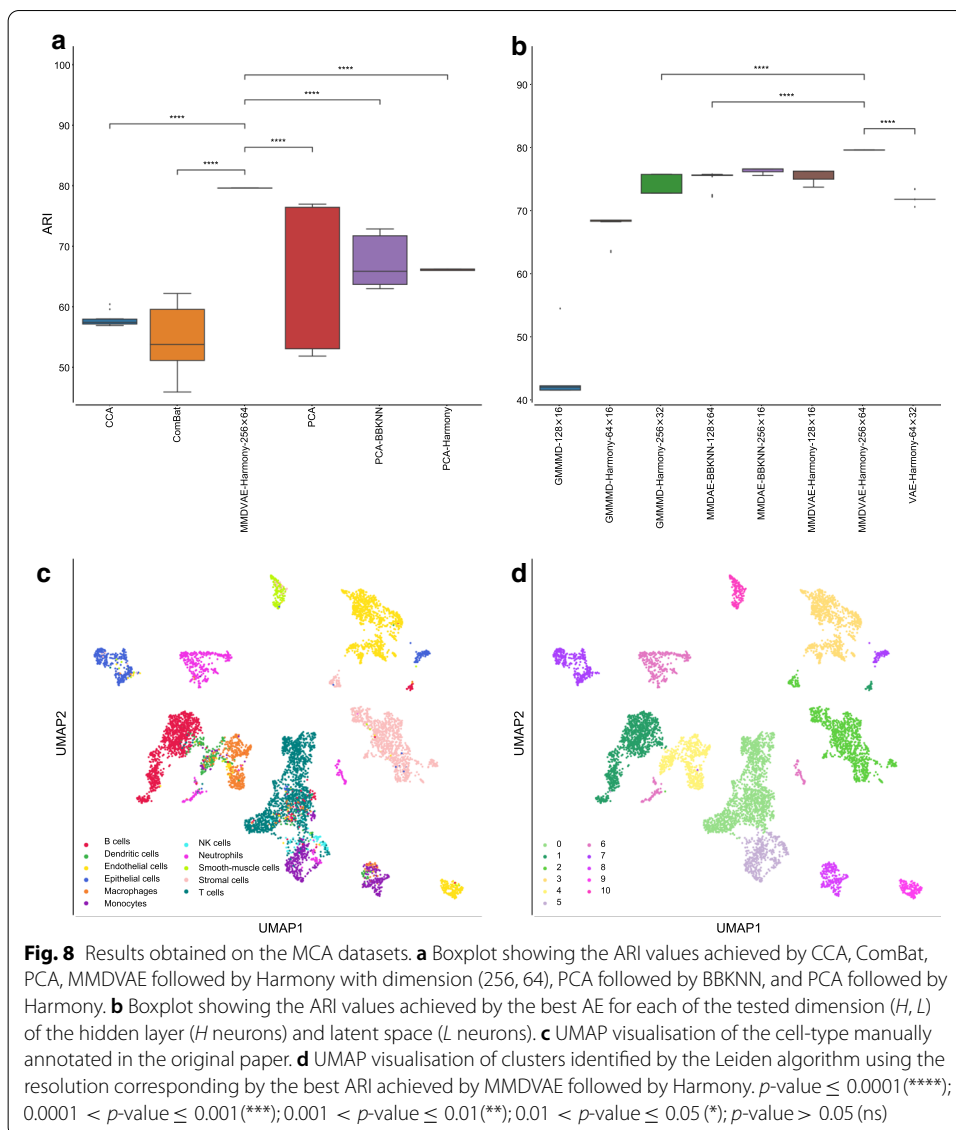 a
b
100
90
80
70
60
50
ARI
90
80
70
60
50
40
****
****
****
****
****
****
****
****
CCA
ComBat
MMDVAE-Harmony-256×64
PCA
PCA-BBKNN
PCA-Harmony
GMMMD-128×16
GMMMD-Harmony-64×16
GMMMD-Harmony-256×32
MMDAE-BBKNN-128×64
MMDAE-BBKNN-256×16
MMDVAE-Harmony-128×16
MMDVAE-Harmony-256×64
VAE-Harmony-64×32
c
d
UMAP2
UMAP2
B cells
Dendritic cells
Endothelial cells
Epithelial cells
Macrophages
Monocytes
NK cells
Neutrophils
Smooth-muscle cells
Stromal cells
T cells
0
1
2
3
4
5
6
7
8
9
10
UMAP1
UMAP1
Fig. 8 Results obtained on the MCA datasets. a Boxplot showing the ARI values achieved by CCA, ComBat,
PCA, MMDVAE followed by Harmony with dimension (256, 64), PCA followed by BBKNN, and PCA followed by
Harmony. b Boxplot showing the ARI values achieved by the best AE for each of the tested dimension (H, L)
of the hidden layer (H neurons) and latent space (L neurons). c UMAP visualisation of the cell-type manually
annotated in the original paper. d UMAP visualisation of clusters identified by the Leiden algorithm using the
resolution corresponding by the best ARI achieved by MMDVAE followed by Harmony. p-value ≤ 0.0001(****);
0.0001 < p-value ≤ 0.001(***); 0.001 < p-value ≤ 0.01(**); 0.01 < p-value ≤ 0.05 (*); p-value > 0.05 (ns)